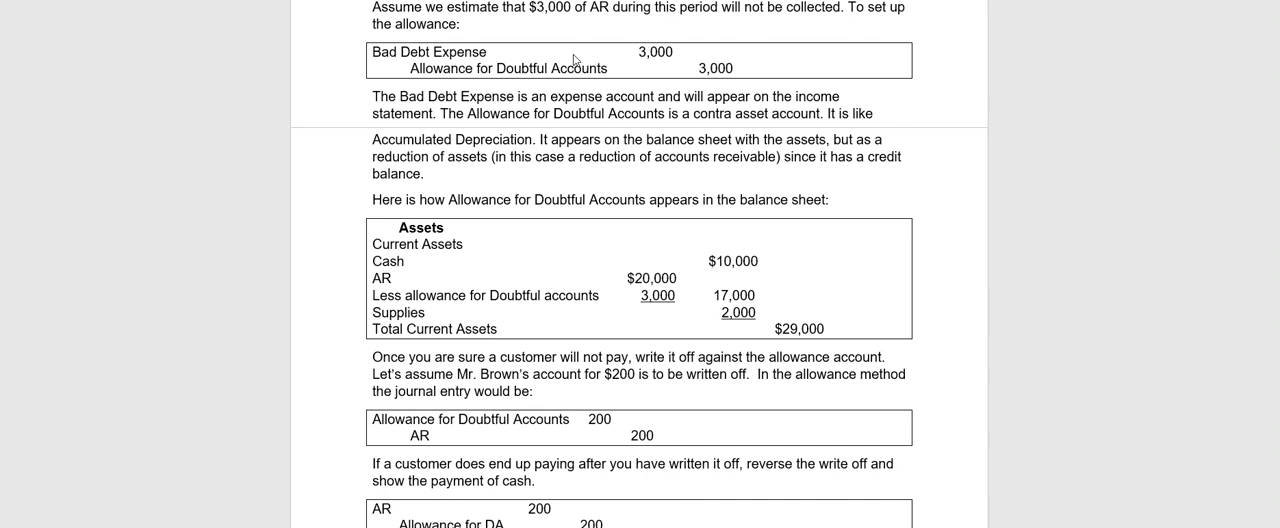 Assume we estimate that $3,000 of AR during this period will not be collected. To set up
the allowance:
Bad Debt Expense 3,000
Allowance for Doubtful Accounts 3,000
The Bad Debt Expense is an expense account and will appear on the income
statement. The Allowance for Doubtful Accounts is a contra asset account. It is like
Accumulated Depreciation. It appears on the balance sheet with the assets, but as a
reduction of assets (in this case a reduction of accounts receivable) since it has a credit
balance.
Here is how Allowance for Doubtful Accounts appears in the balance sheet:
Assets
Current Assets
Cash $10,000
AR $20,000
Less allowance for Doubtful accounts 3,000 17,000
Supplies 2,000
Total Current Assets $29,000
Once you are sure a customer will not pay, write it off against the allowance account.
Let’s assume Mr. Brown’s account for $200 is to be written off.  In the allowance method
the journal entry would be:
Allowance for Doubtful Accounts 200
AR 200
If a customer does end up paying after you have written it off, reverse the write off and
show the payment of cash.
AR 200
Allowance for DA 200